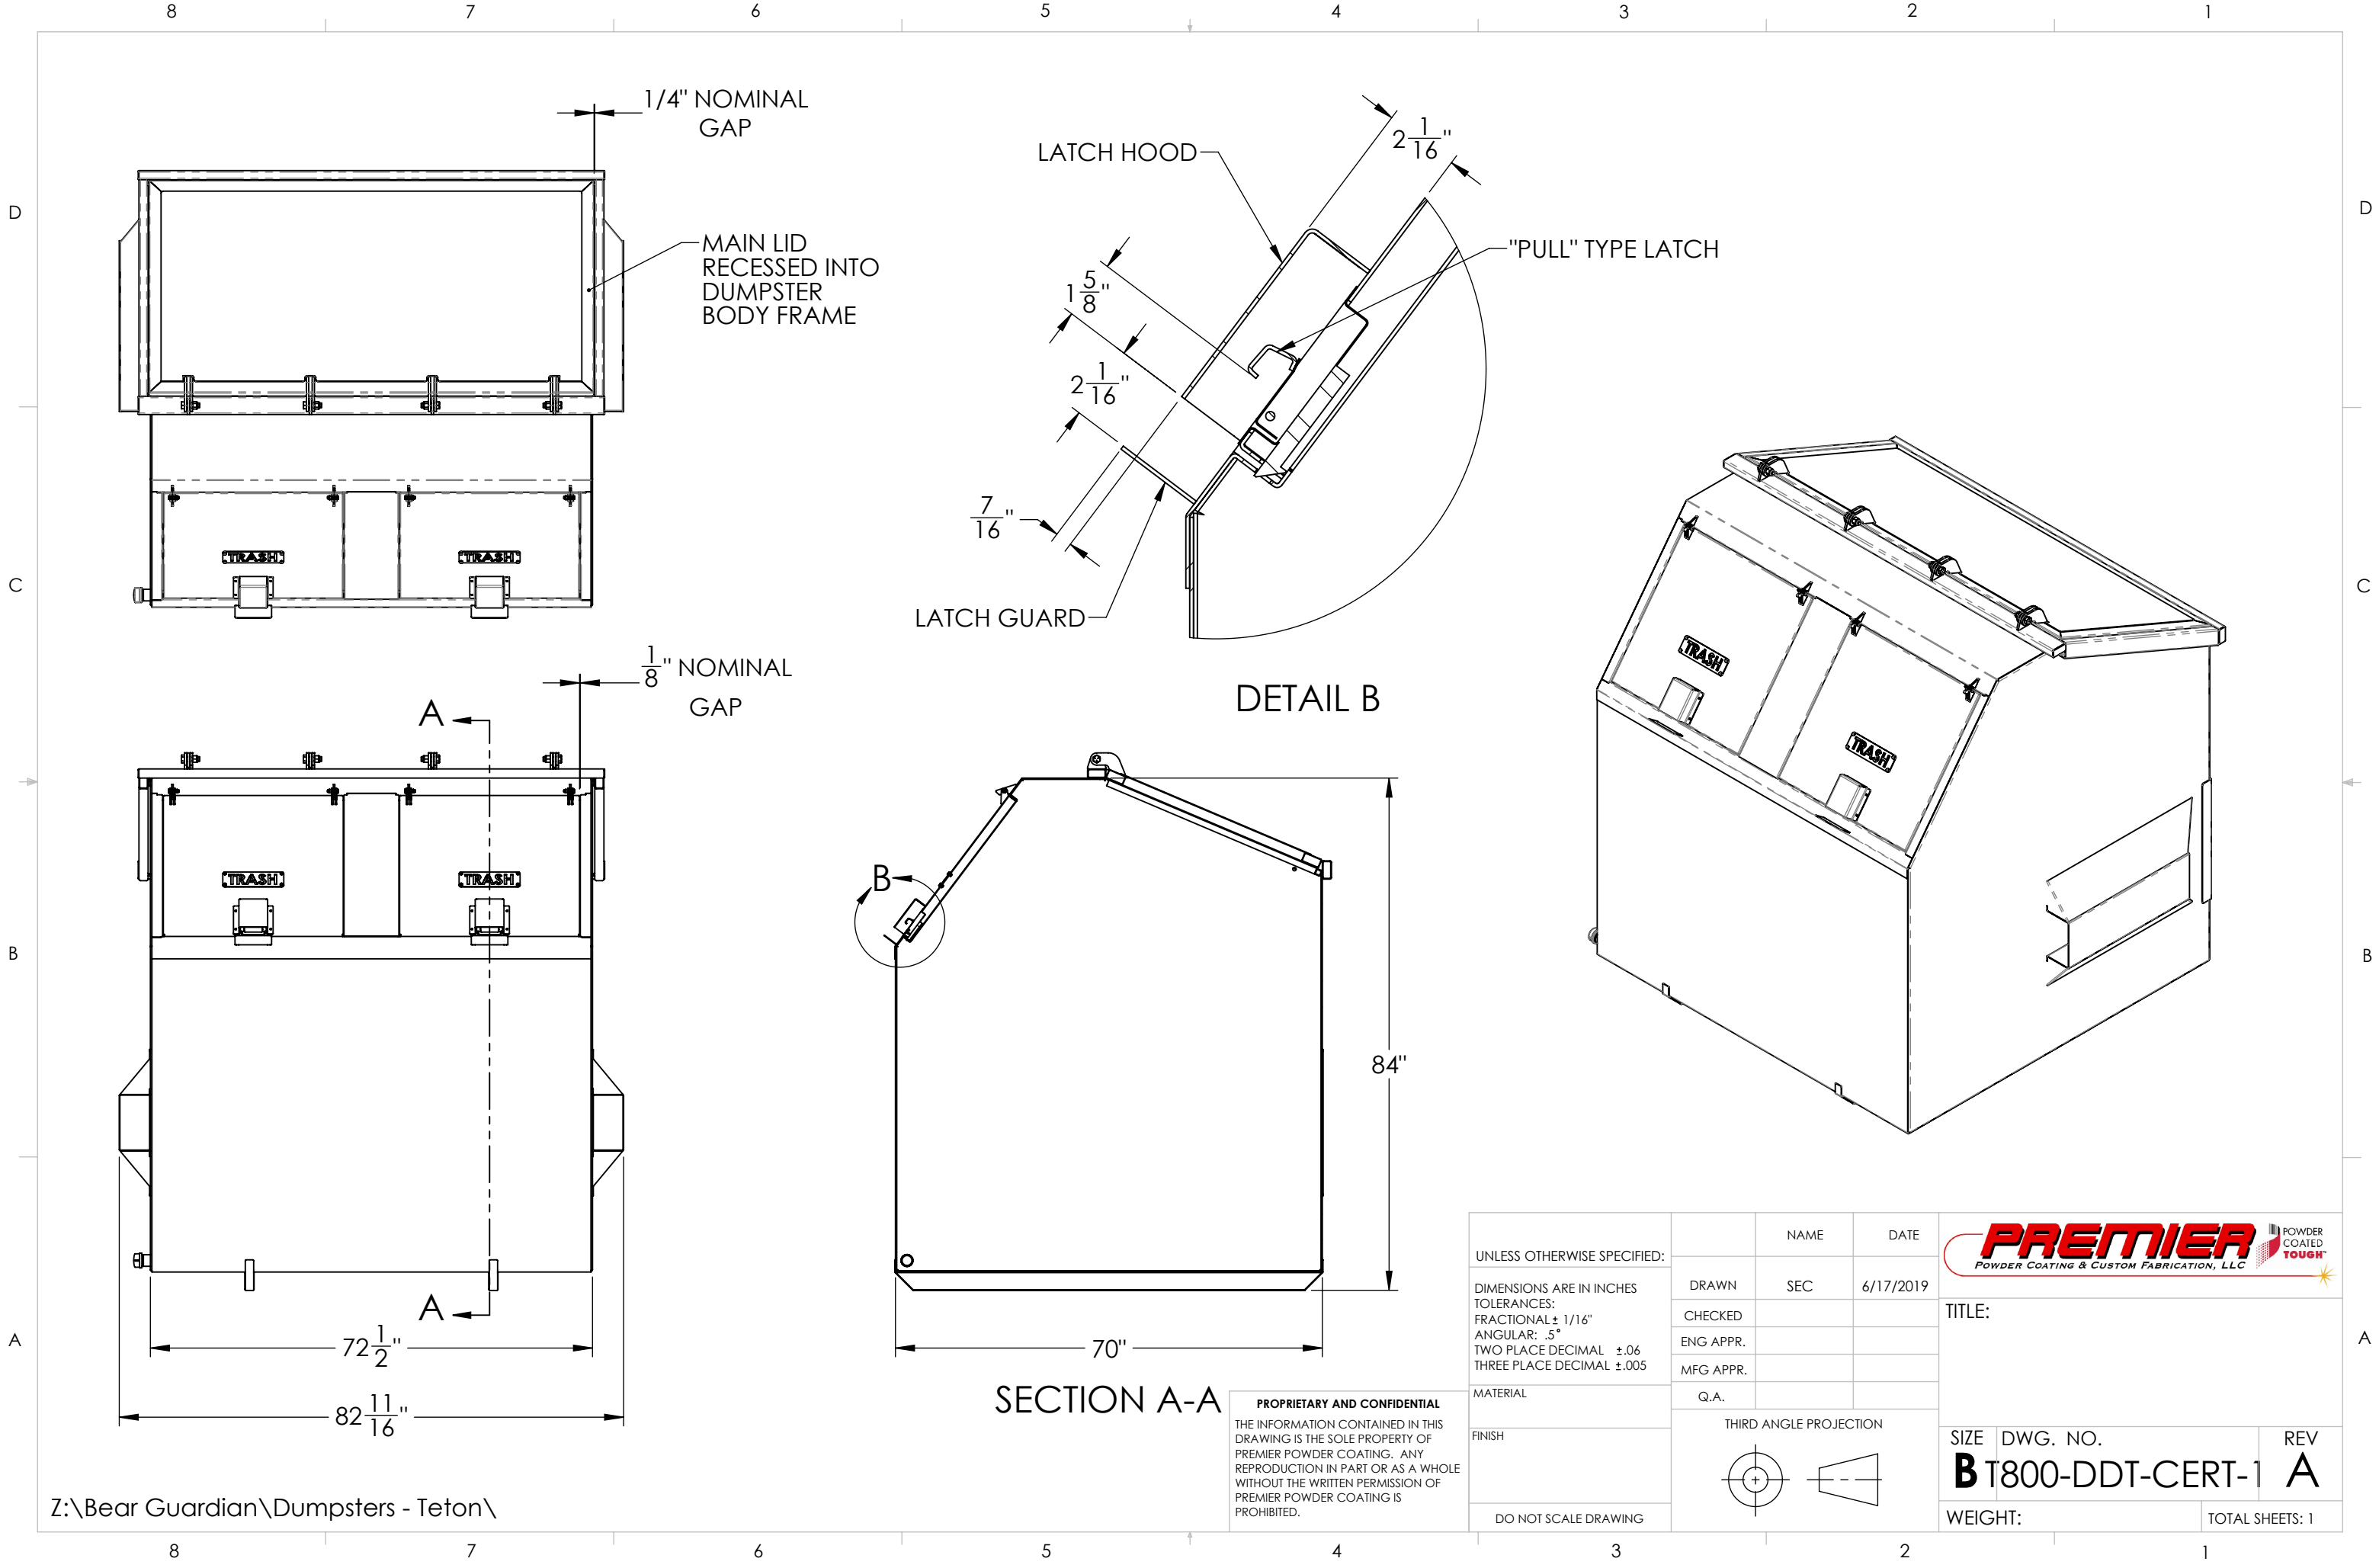 8 7 6 5 4 3 2 1
D D
C C
B B
A A
1/4" NOMINAL
GAP
MAIN LID
RECESSED INTO
DUMPSTER
BODY FRAME
TRASH TRASH
LATCH HOOD
2 1/16"
"PULL" TYPE LATCH
1 5/8"
2 1/16"
7/16"
LATCH GUARD
DETAIL B
1/8" NOMINAL
GAP
A
TRASH TRASH
A
72 1/2"
82 11/16"
B
84"
70"
SECTION A-A
TRASH
TRASH
Z:\Bear Guardian\Dumpsters - Teton\
PROPRIETARY AND CONFIDENTIAL
THE INFORMATION CONTAINED IN THIS
DRAWING IS THE SOLE PROPERTY OF
PREMIER POWDER COATING. ANY
REPRODUCTION IN PART OR AS A WHOLE
WITHOUT THE WRITTEN PERMISSION OF
PREMIER POWDER COATING IS
PROHIBITED.
UNLESS OTHERWISE SPECIFIED:
DIMENSIONS ARE IN INCHES
TOLERANCES:
FRACTIONAL ± 1/16"
ANGULAR: .5°
TWO PLACE DECIMAL ±.06
THREE PLACE DECIMAL ±.005
MATERIAL
FINISH
DO NOT SCALE DRAWING
NAME DATE
DRAWN SEC 6/17/2019
CHECKED
ENG APPR.
MFG APPR.
Q.A.
THIRD ANGLE PROJECTION
PREMIER
POWDER COATING & CUSTOM FABRICATION, LLC
POWDER
COATED
TOUGH™
TITLE:
SIZE DWG. NO. REV
B T800-DDT-CERT-1 A
WEIGHT: TOTAL SHEETS: 1
8 7 6 5 4 3 2 1